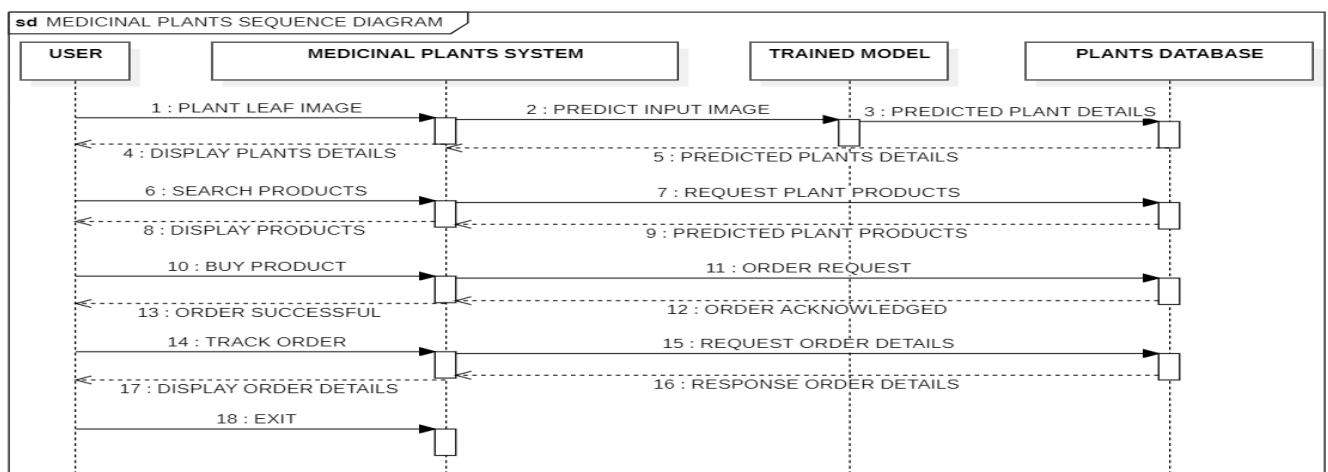 sd MEDICINAL PLANTS SEQUENCE DIAGRAM
USER
MEDICINAL PLANTS SYSTEM
TRAINED MODEL
PLANTS DATABASE
1 : PLANT LEAF IMAGE
2 : PREDICT INPUT IMAGE
3 : PREDICTED PLANT DETAILS
4 : DISPLAY PLANTS DETAILS
5 : PREDICTED PLANTS DETAILS
6 : SEARCH PRODUCTS
7 : REQUEST PLANT PRODUCTS
8 : DISPLAY PRODUCTS
9 : PREDICTED PLANT PRODUCTS
10 : BUY PRODUCT
11 : ORDER REQUEST
12 : ORDER ACKNOWLEDGED
13 : ORDER SUCCESSFUL
14 : TRACK ORDER
15 : REQUEST ORDER DETAILS
16 : RESPONSE ORDER DETAILS
17 : DISPLAY ORDER DETAILS
18 : EXIT